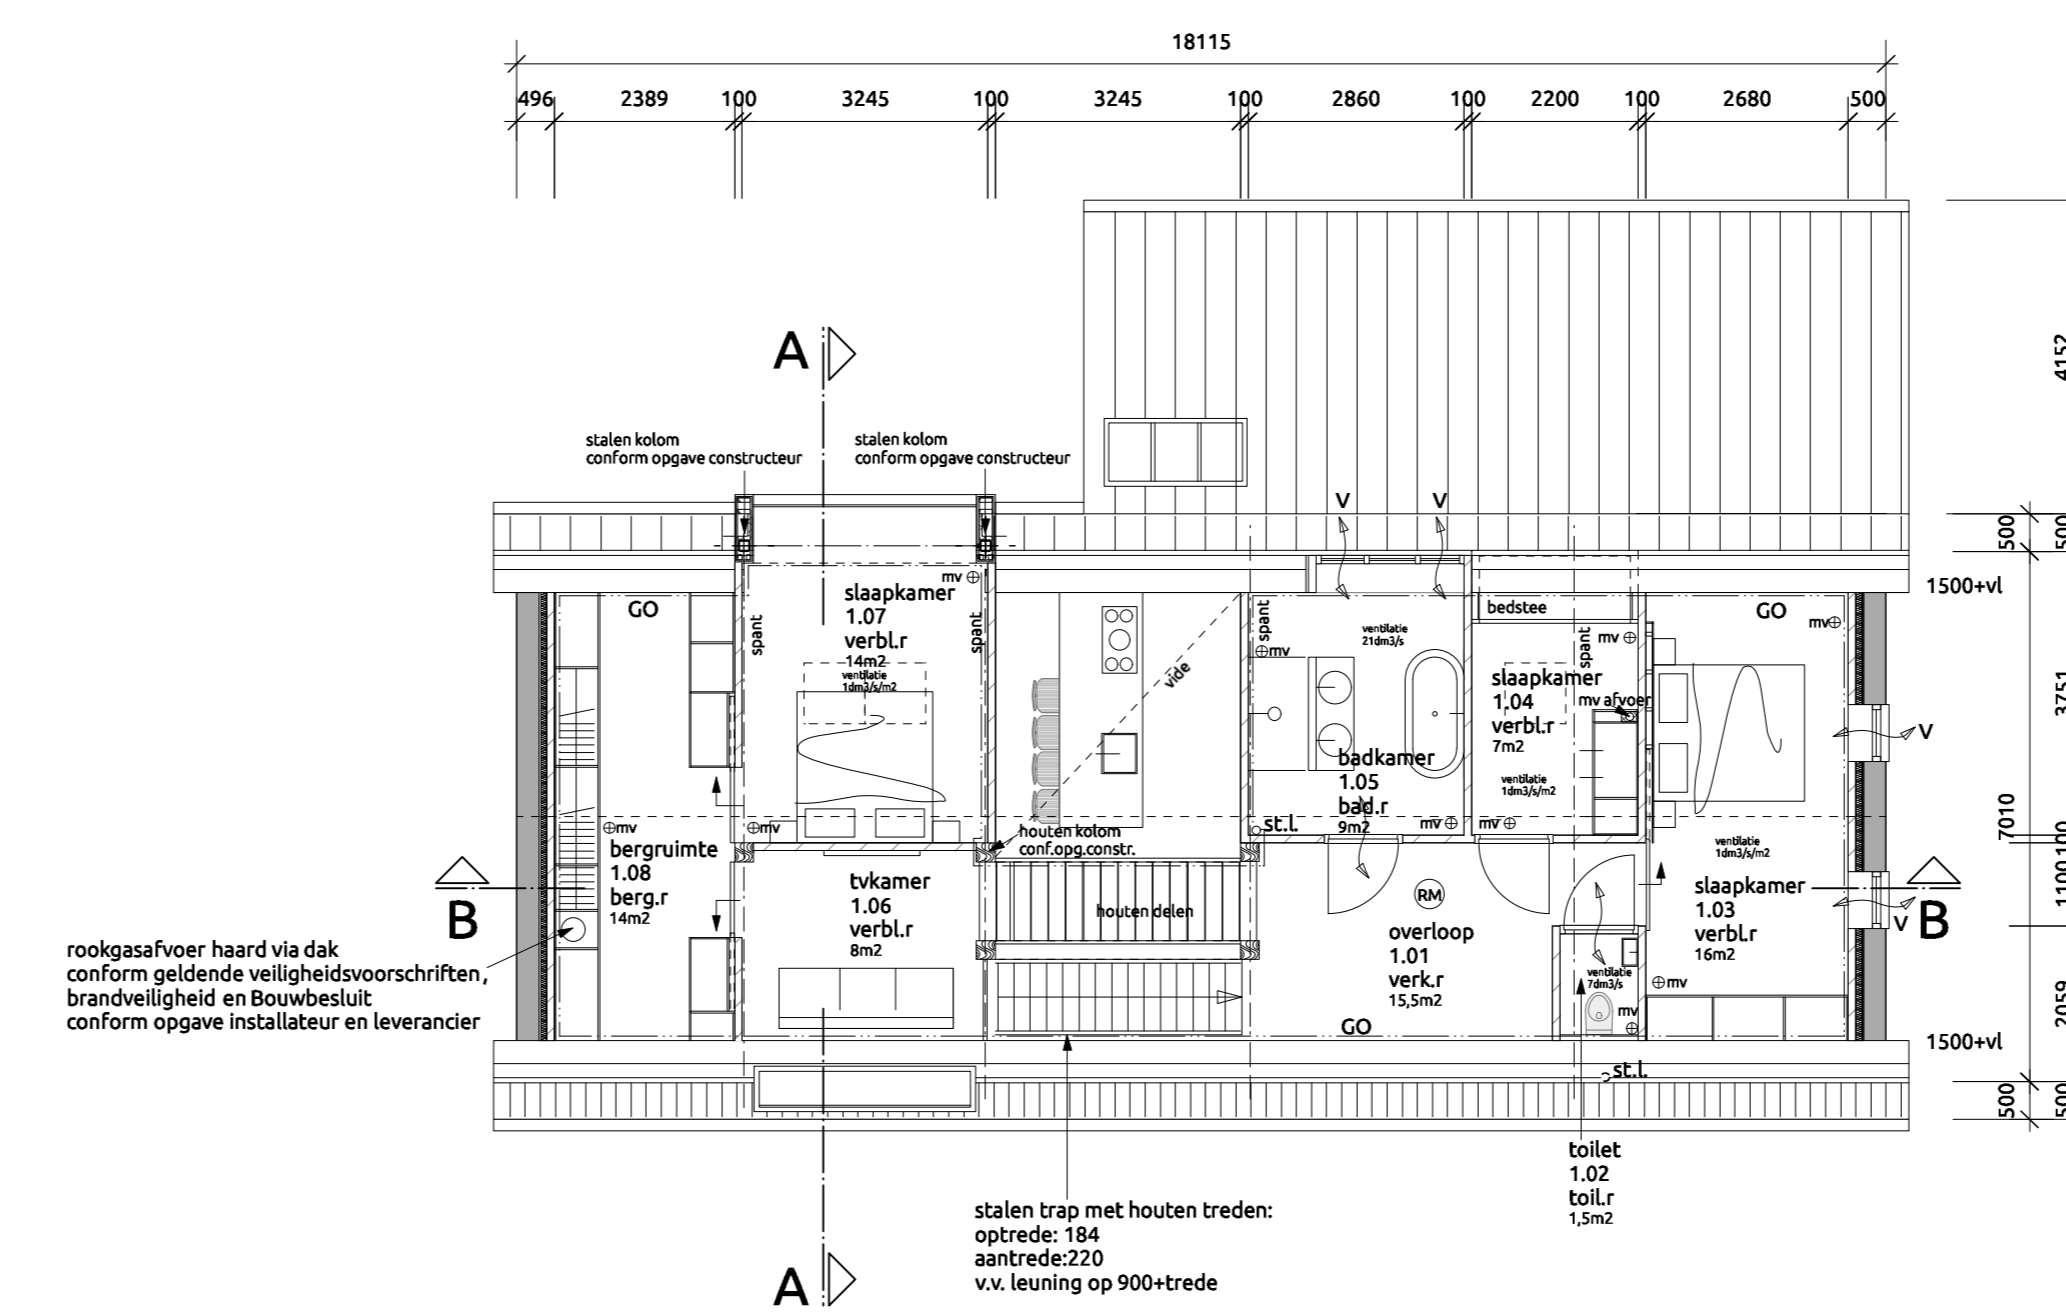 18115
496 2389 100 3245 100 3245 100 2860 100 2200 100 2680 500
4152
A
stalen kolom
conform opgave constructeur
stalen kolom
conform opgave constructeur
V V
500 500
1500+vl
GO
spant
slaapkamer
1.07
verbl.r
14m2
ventilatie
1dm3/s/m2
mv
spant
mv
vide
spant
mv
ventilatie
21dm3/s
badkamer
1.05
bad.r
9m2
mv
st.l.
bedstee
spant
mv
slaapkamer
1.04
verbl.r
7m2
mv afvoer
ventilatie
1dm3/s/m2
mv
GO
mv
V
3751
7010
100
1100
2059
houten kolom
conf.opg.constr.
mv
bergruimte
1.08
berg.r
14m2
B
tvkamer
1.06
verbl.r
8m2
houten delen
RM
overloop
1.01
verk.r
15,5m2
GO
ventilatie
7dm3/s
mv
ventilatie
1dm3/s/m2
slaapkamer
1.03
verbl.r
16m2
mv
V
B
rookgasafvoer haard via dak
conform geldende veiligheidsvoorschriften,
brandveiligheid en Bouwbesluit
conform opgave installateur en leverancier
1500+vl
st.l.
500 500
toilet
1.02
toil.r
1,5m2
stalen trap met houten treden:
optrede: 184
aantrede:220
v.v. leuning op 900+trede
A